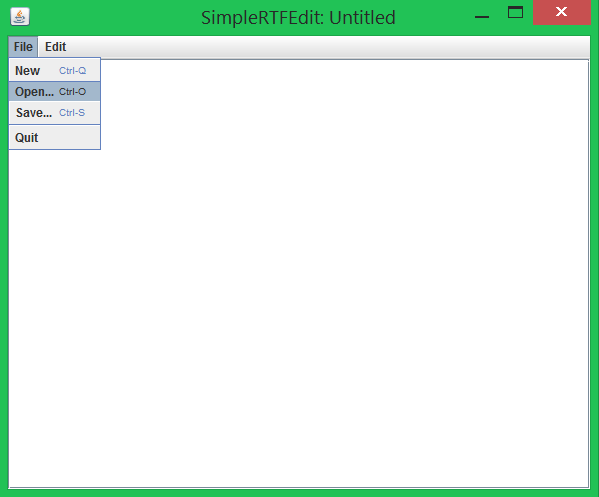 SimpleRTFEdit: Untitled
File Edit
New Ctrl-Q
Open... Ctrl-O
Save... Ctrl-S
Quit